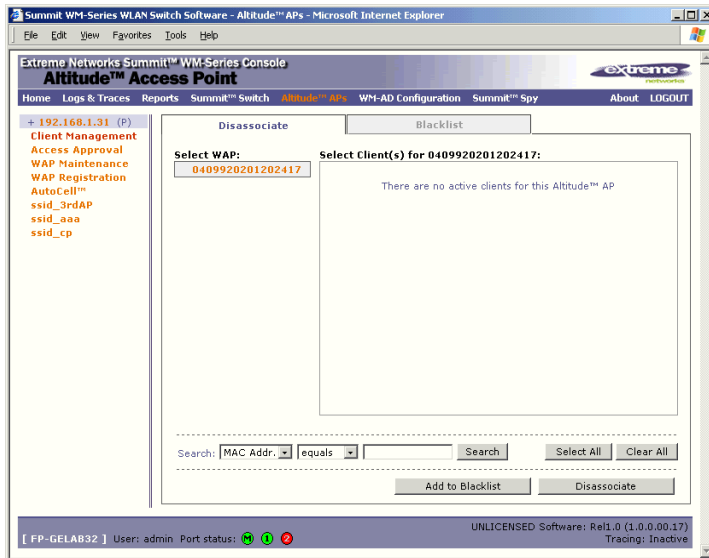 Summit WM-Series WLAN Switch Software - Altitude™ APs - Microsoft Internet Explorer
File Edit View Favorites Tools Help
Extreme Networks Summit™ WM-Series Console
Altitude™ Access Point
extreme
networks
Home Logs & Traces Reports Summit™ Switch Altitude™ APs WM-AD Configuration Summit™ Spy About LOGOUT
+ 192.168.1.31 (P)
Client Management
Access Approval
WAP Maintenance
WAP Registration
AutoCell™
ssid_3rdAP
ssid_aaa
ssid_cp
Disassociate Blacklist
Select WAP: Select Client(s) for 0409920201202417:
0409920201202417
There are no active clients for this Altitude™ AP
Search: MAC Addr. equals Search Select All Clear All
Add to Blacklist Disassociate
[ FP-GELAB32 ] User: admin Port status: M 1 2
UNLICENSED Software: Rel1.0 (1.0.0.00.17)
Tracing: Inactive